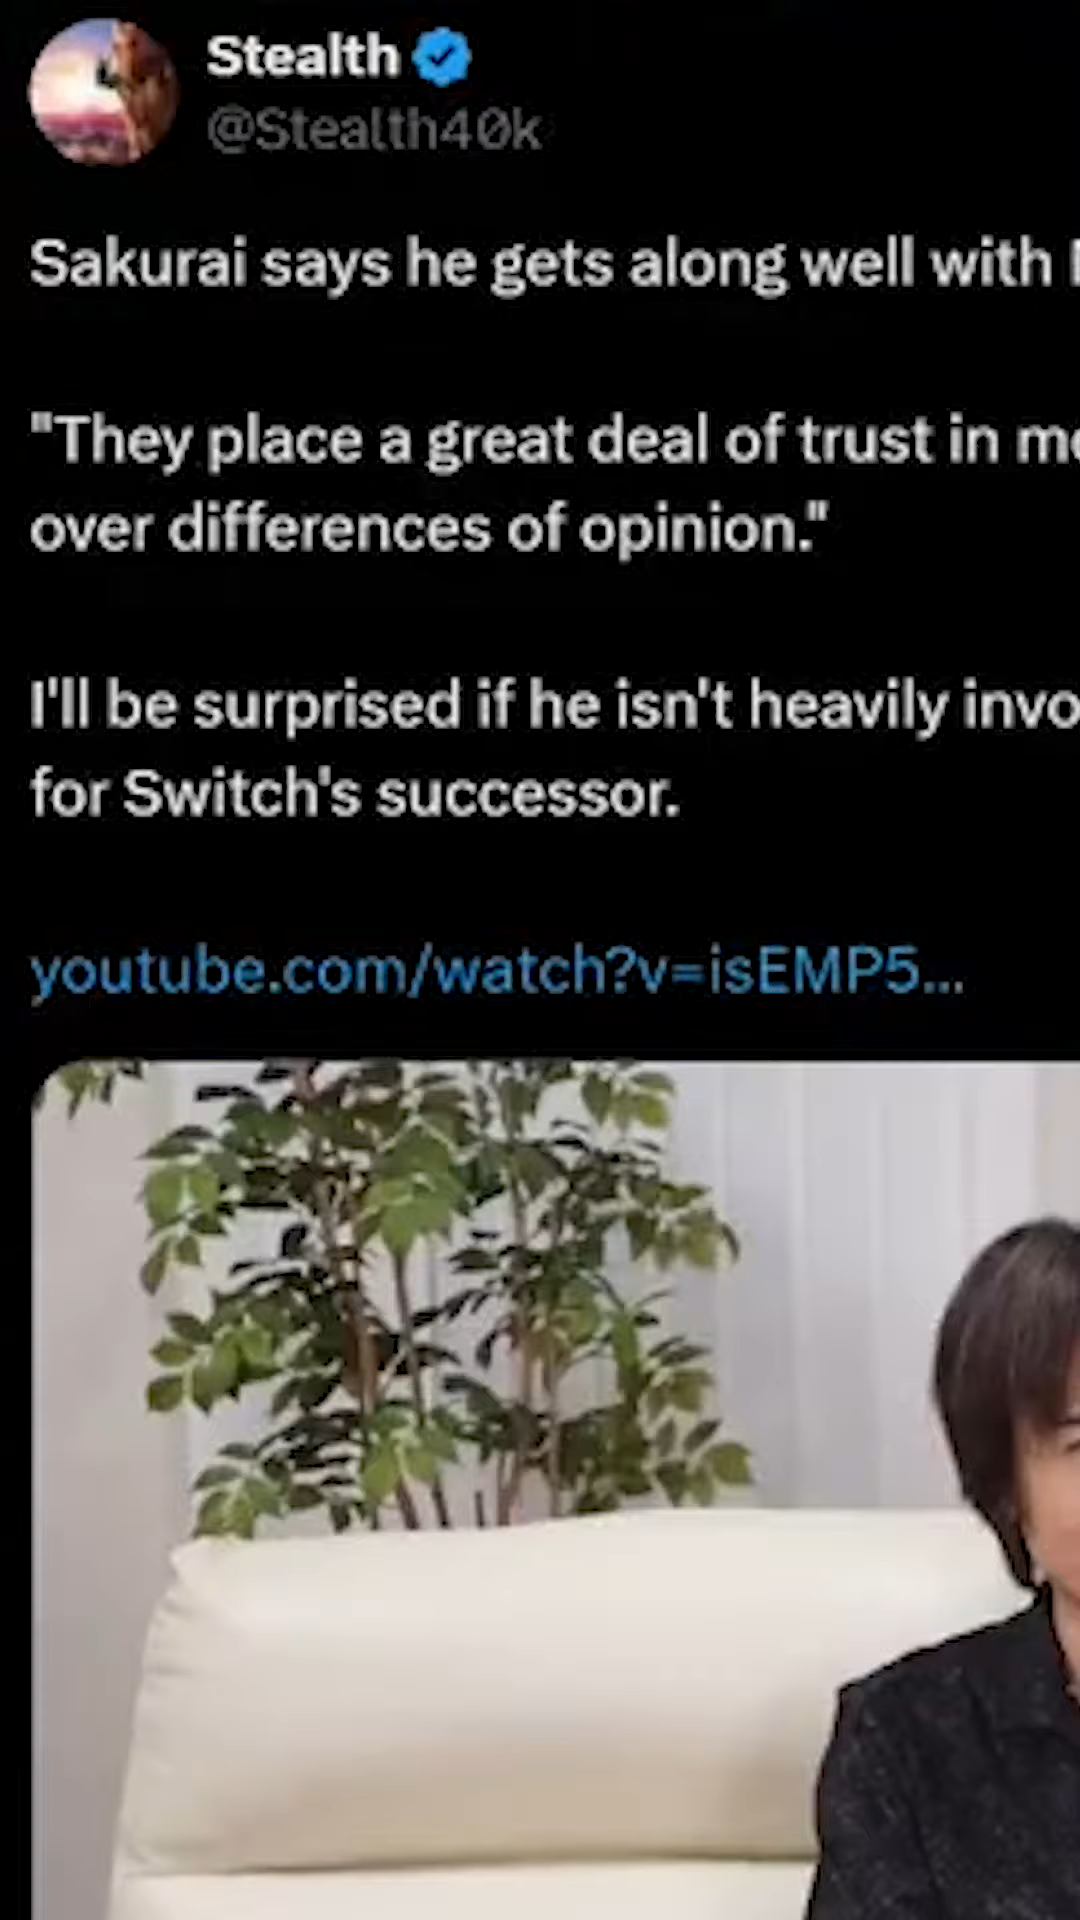 Stealth
@Stealth40k
Sakurai says he gets along well with
"They place a great deal of trust in
over differences of opinion."
I'll be surprised if he isn't heavily
for Switch's successor.
youtube.com/watch?v=isEMP5...